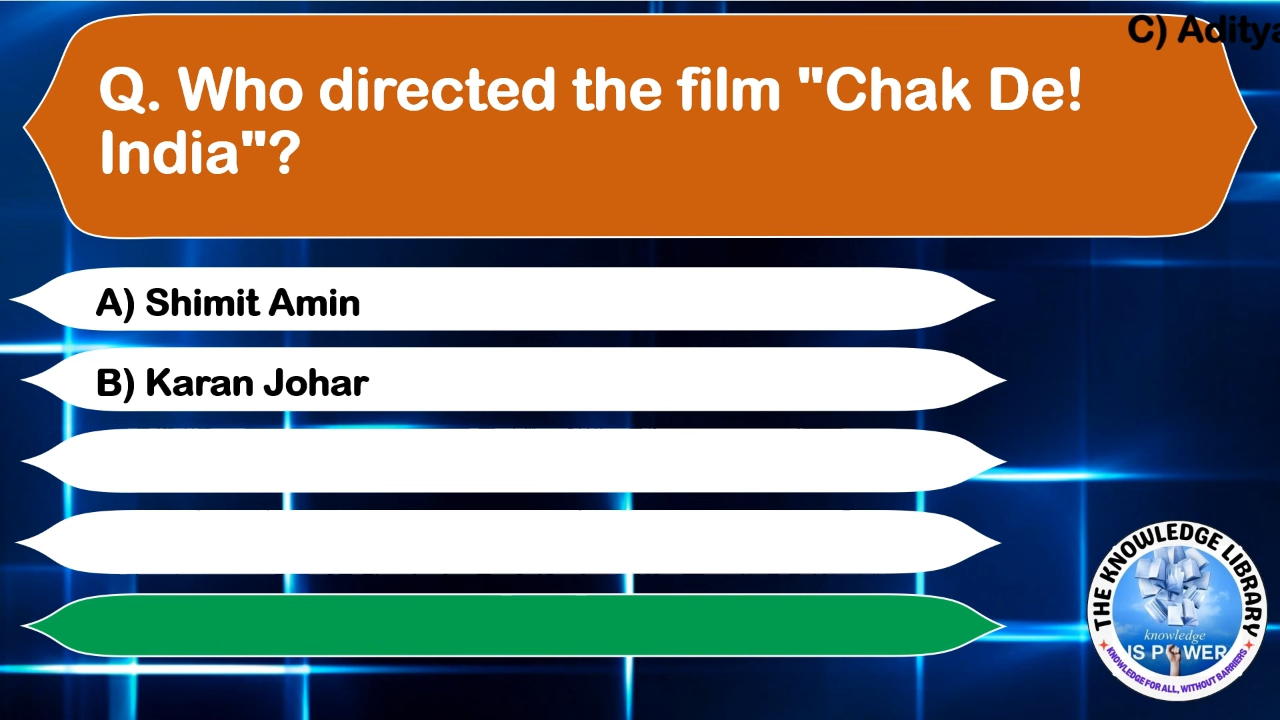 C) Aditya
Q. Who directed the film "Chak De!
India"?
A) Shimit Amin
B) Karan Johar
THE KNOWLEDGE LIBRARY
knowledge
IS POWER
KNOWLEDGE FOR ALL, WITHOUT BARRIERS